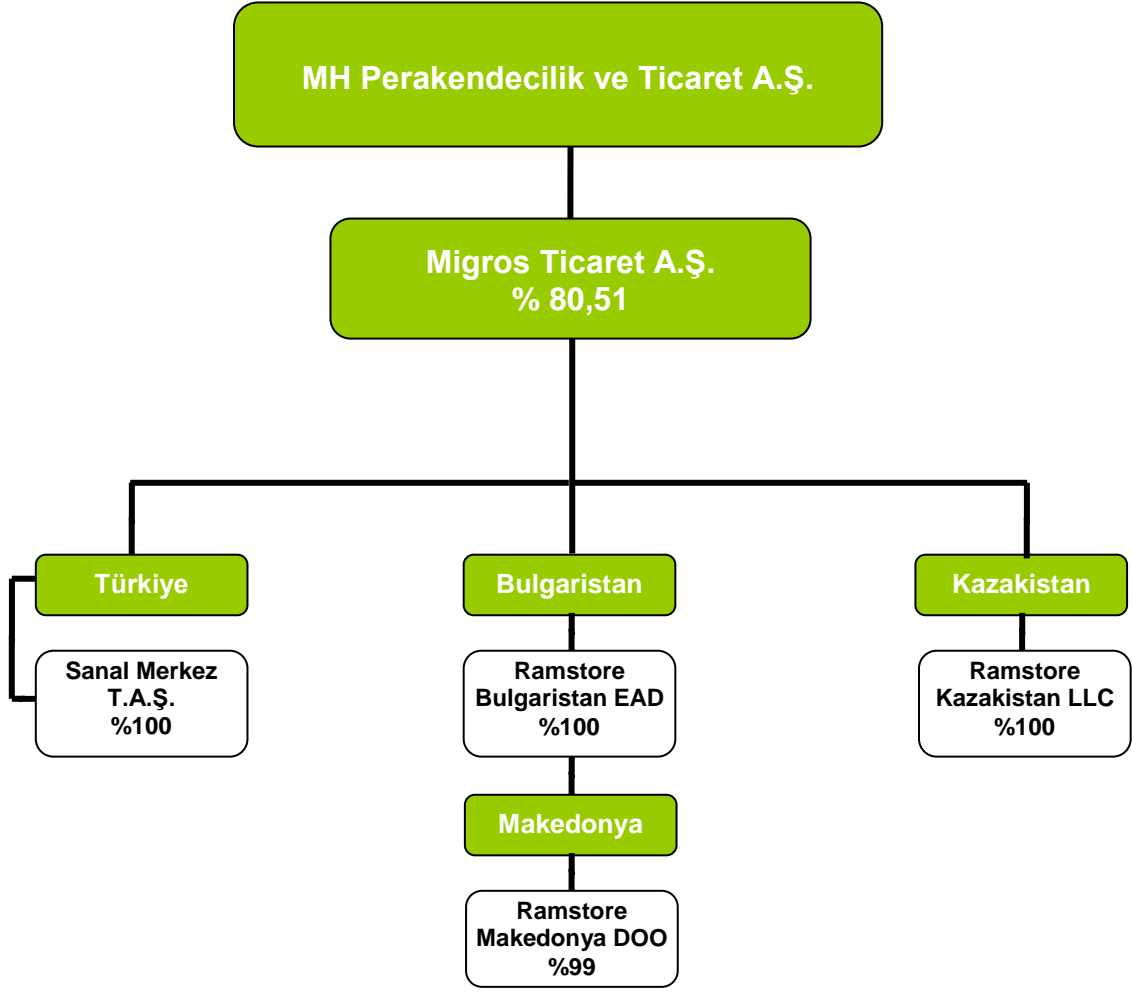 MH Perakendecilik ve Ticaret A.Ş.
Migros Ticaret A.Ş.
% 80,51
Türkiye
Bulgaristan
Kazakistan
Sanal Merkez
T.A.Ş.
%100
Ramstore
Bulgaristan EAD
%100
Ramstore
Kazakistan LLC
%100
Makedonya
Ramstore
Makedonya DOO
%99